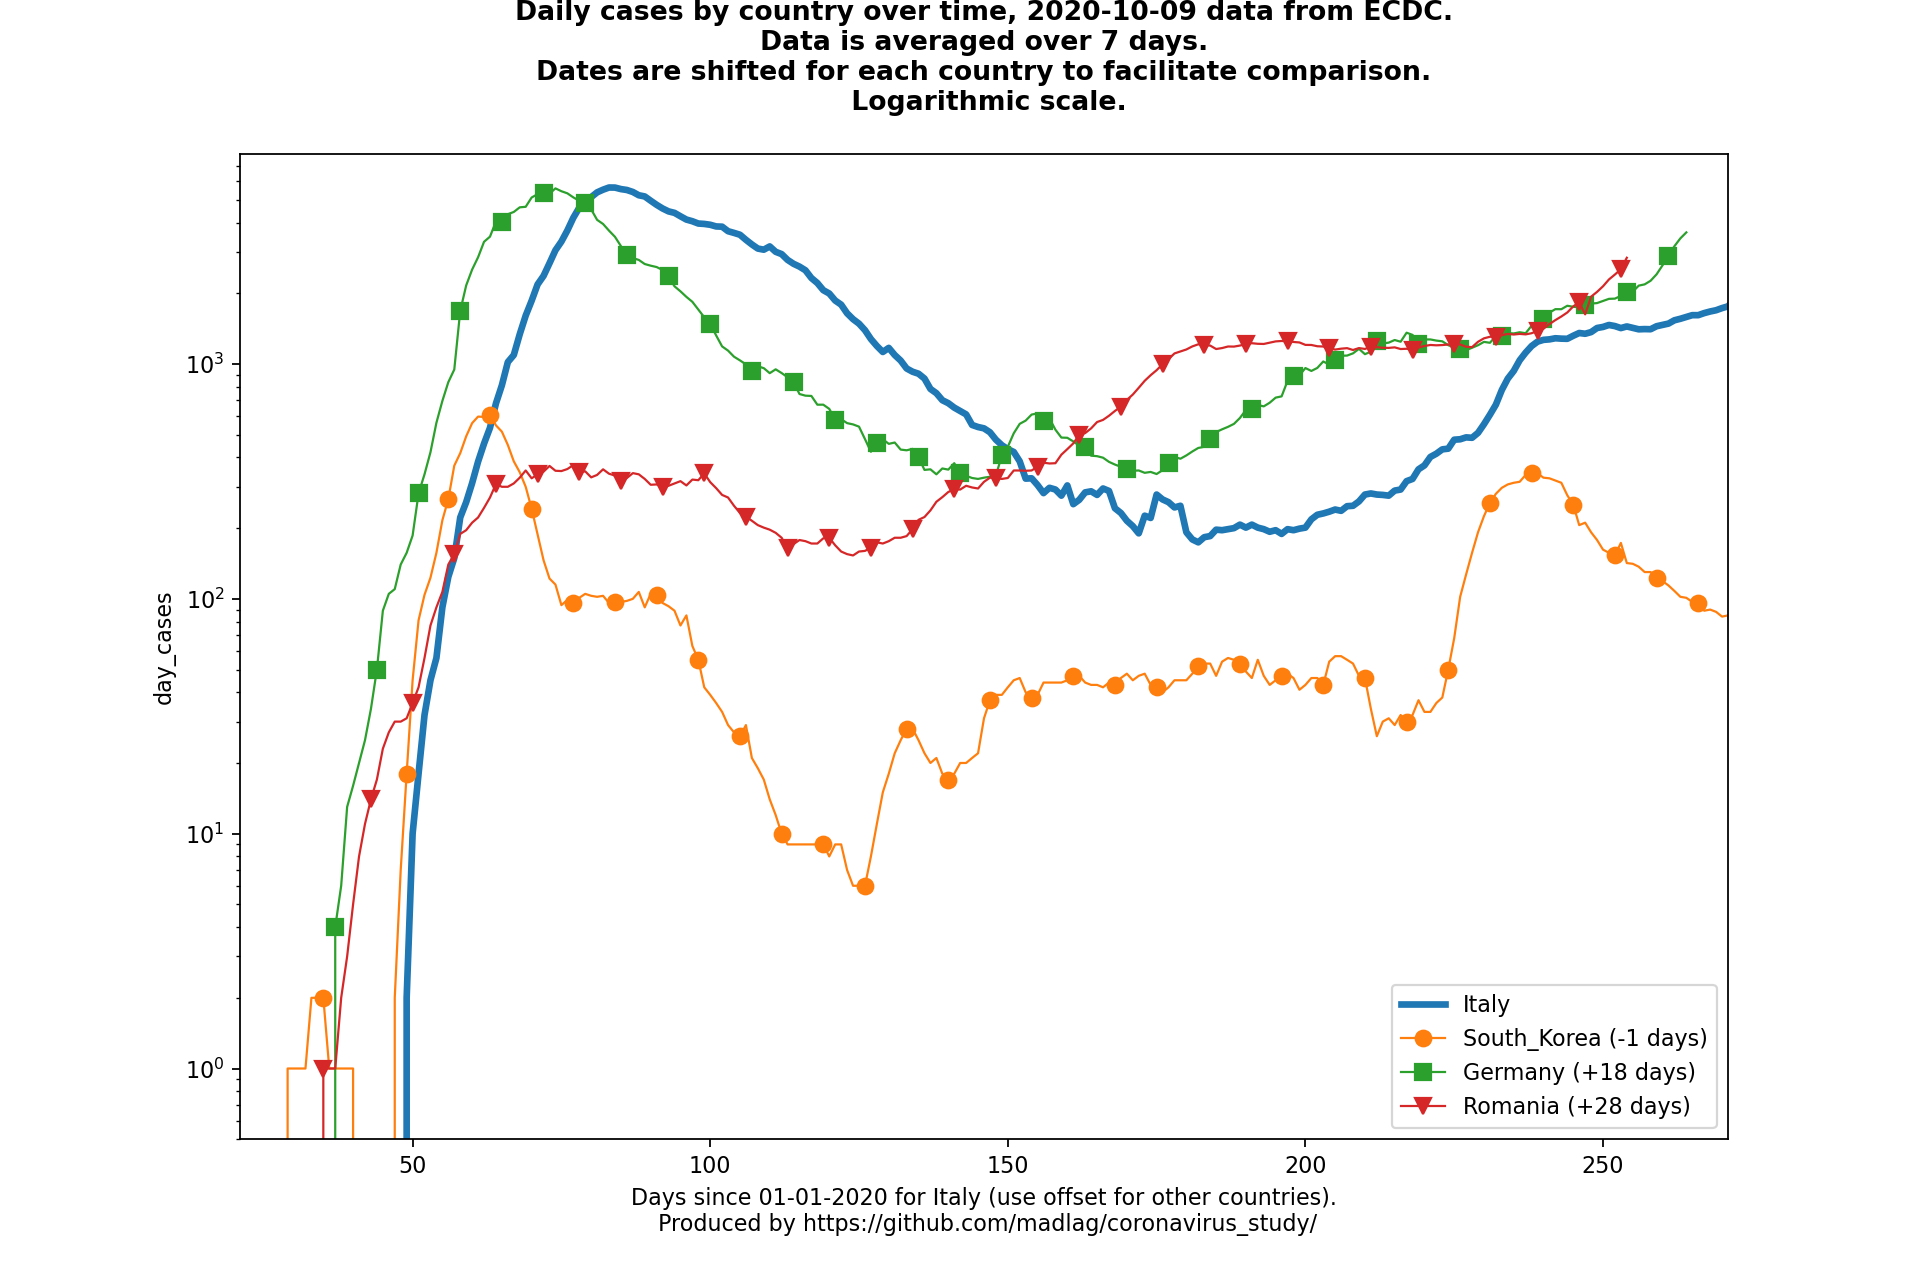 Daily cases by country over time, 2020-10-09 data from ECDC.
Data is averaged over 7 days.
Dates are shifted for each country to facilitate comparison.
Logarithmic scale.
10³
10²
10¹
10⁰
day_cases
Italy
South_Korea (-1 days)
Germany (+18 days)
Romania (+28 days)
50
100
150
200
250
Days since 01-01-2020 for Italy (use offset for other countries).
Produced by https://github.com/madlag/coronavirus_study/